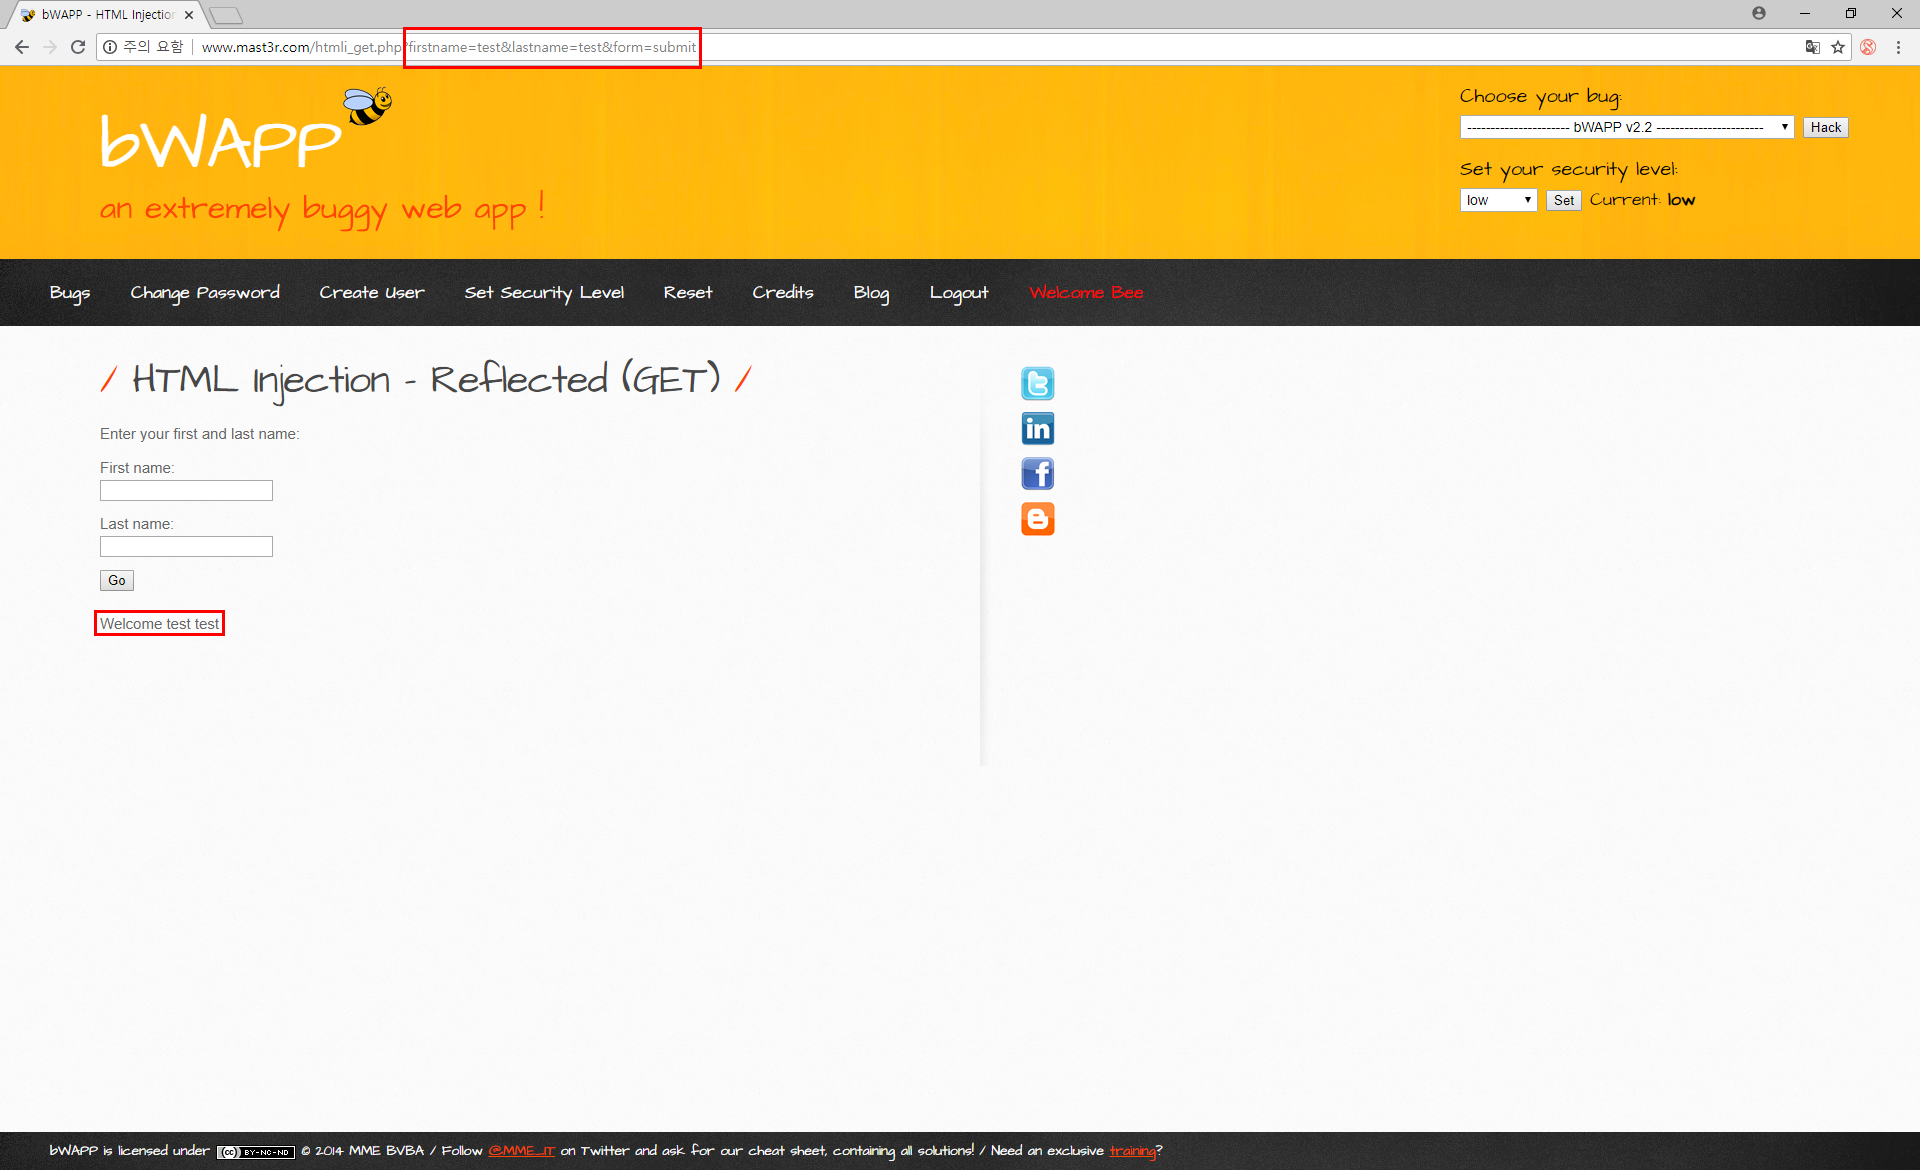 bWAPP - HTML Injection
주의 요함 www.mast3r.com/htmli_get.php?firstname=test&lastname=test&form=submit
bWAPP
an extremely buggy web app !
Choose your bug:
---------------------- bWAPP v2.2 ----------------------- Hack
Set your security level:
low Set Current: low
Bugs Change Password Create User Set Security Level Reset Credits Blog Logout Welcome Bee
/ HTML Injection - Reflected (GET) /
Enter your first and last name:
First name:
Last name:
Go
Welcome test test
bWAPP is licensed under (cc) BY-NC-ND © 2014 MME BVBA / Follow @MME_IT on Twitter and ask for our cheat sheet, containing all solutions! / Need an exclusive training?